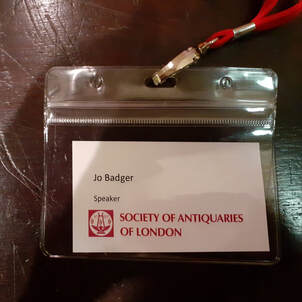 Jo Badger
Speaker
SOCIETY OF ANTIQUARIES
OF LONDON